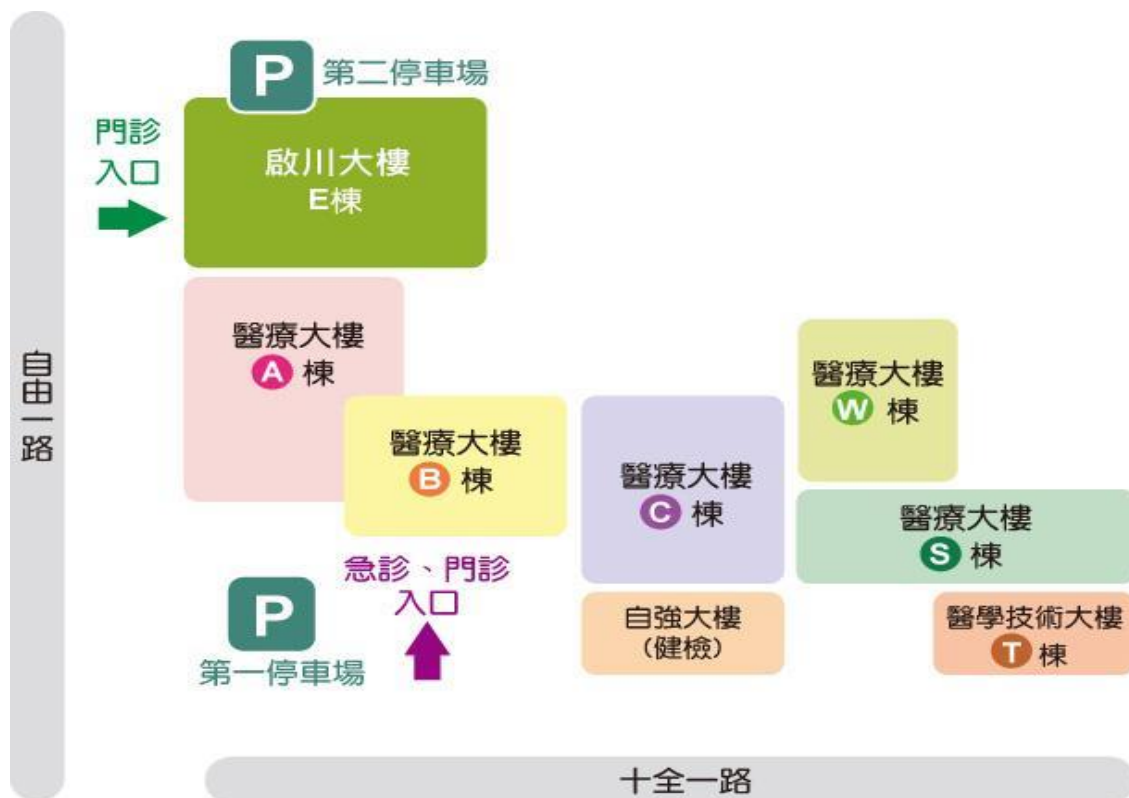 P 第二停車場
門診
入口
啟川大樓
E棟
自由一路
醫療大樓
A 棟
醫療大樓
B 棟
醫療大樓
C 棟
醫療大樓
W 棟
醫療大樓
S 棟
急診、門診
入口
P
第一停車場
自強大樓
(健檢)
醫學技術大樓
T 棟
十全一路